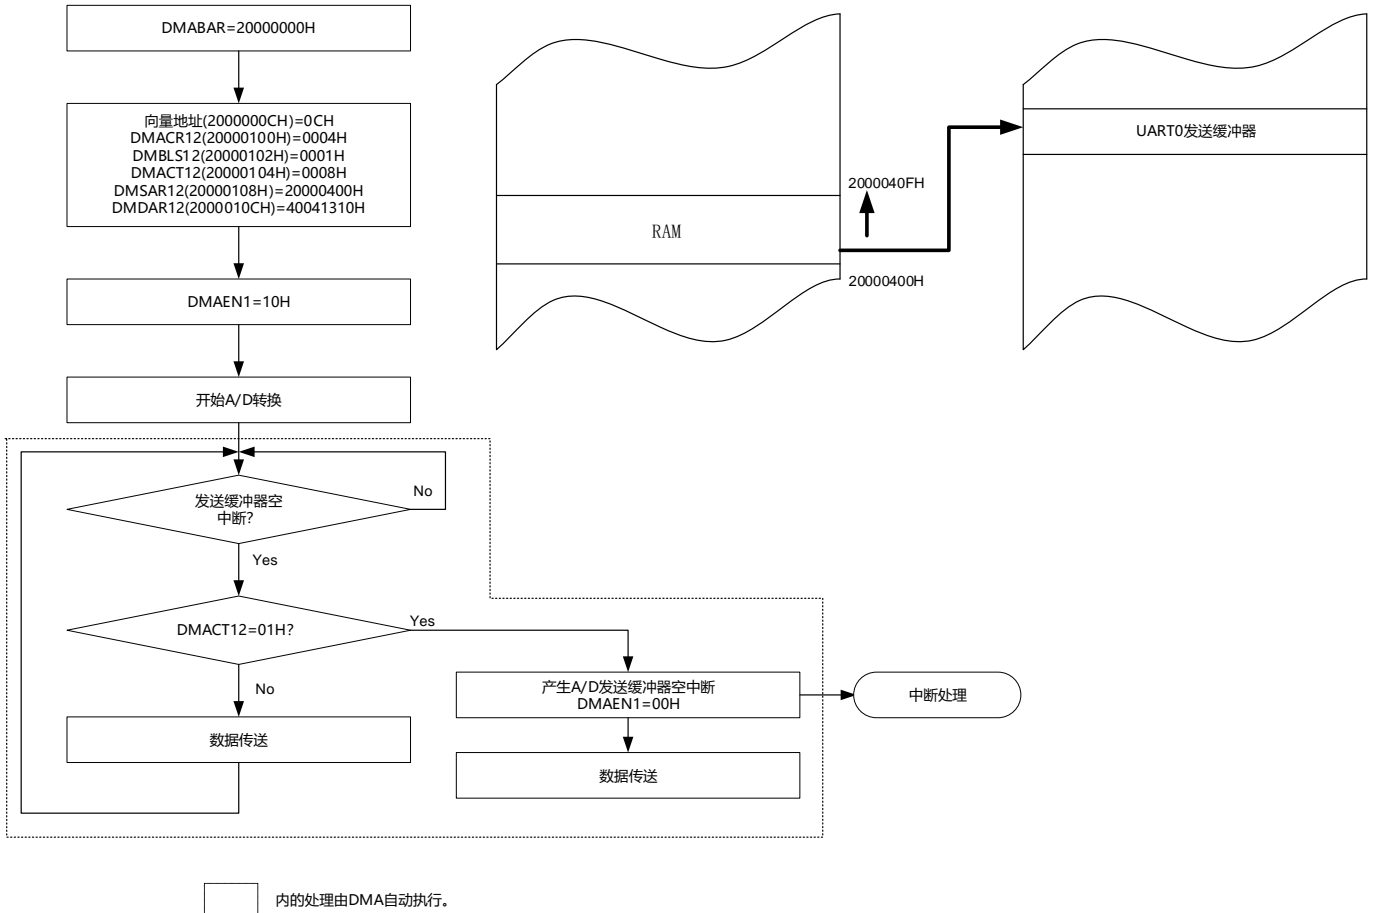 DMABAR=20000000H
向量地址(2000000CH)=0CH
DMACR12(20000100H)=0004H
DMBLS12(20000102H)=0001H
DMACT12(20000104H)=0008H
DMSAR12(20000108H)=20000400H
DMDAR12(2000010CH)=40041310H
DMAEN1=10H
开始A/D转换
发送缓冲器空
中断?
No
Yes
DMACT12=01H?
Yes
No
数据传送
产生A/D发送缓冲器空中断
DMAEN1=00H
数据传送
中断处理
RAM
2000040FH
20000400H
UART0发送缓冲器
内的处理由DMA自动执行。